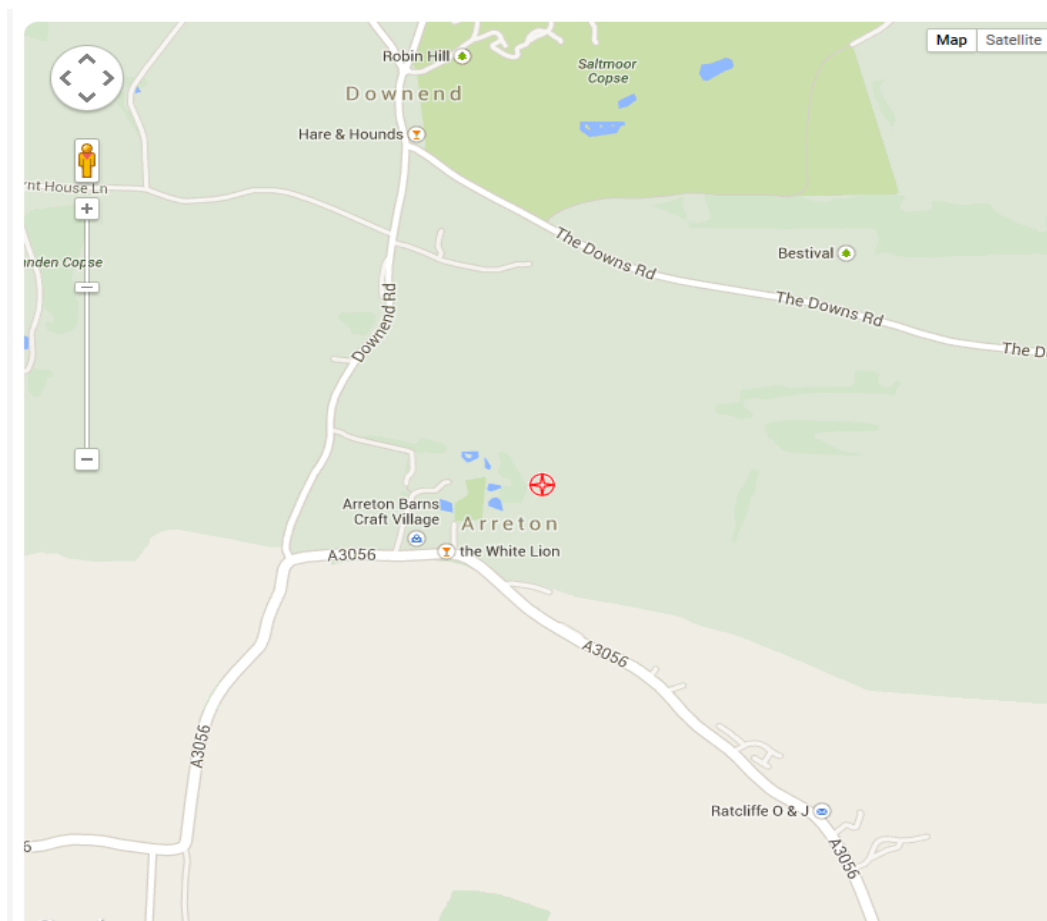 Map
Satellite
Robin Hill
Saltmoor
Copse
Downend
Hare & Hounds
rnt House Ln
The Downs Rd
Bestival
nden Copse
Downend Rd
The Downs Rd
The D
Arreton Barns
Craft Village
Arreton
A3056
the White Lion
A3056
A3056
Ratcliffe O & J
A3056
6